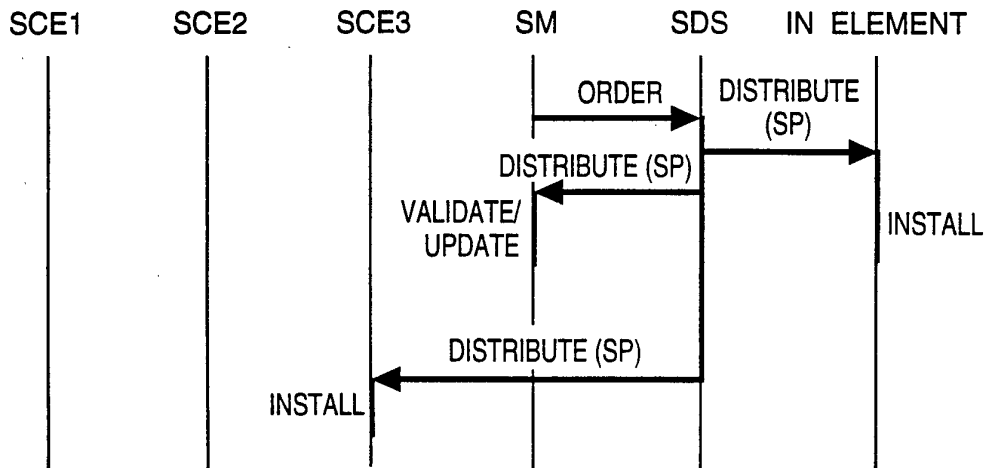 SCE1 SCE2 SCE3 SM SDS IN ELEMENT
ORDER
DISTRIBUTE
(SP)
DISTRIBUTE (SP)
VALIDATE/
UPDATE
INSTALL
DISTRIBUTE (SP)
INSTALL